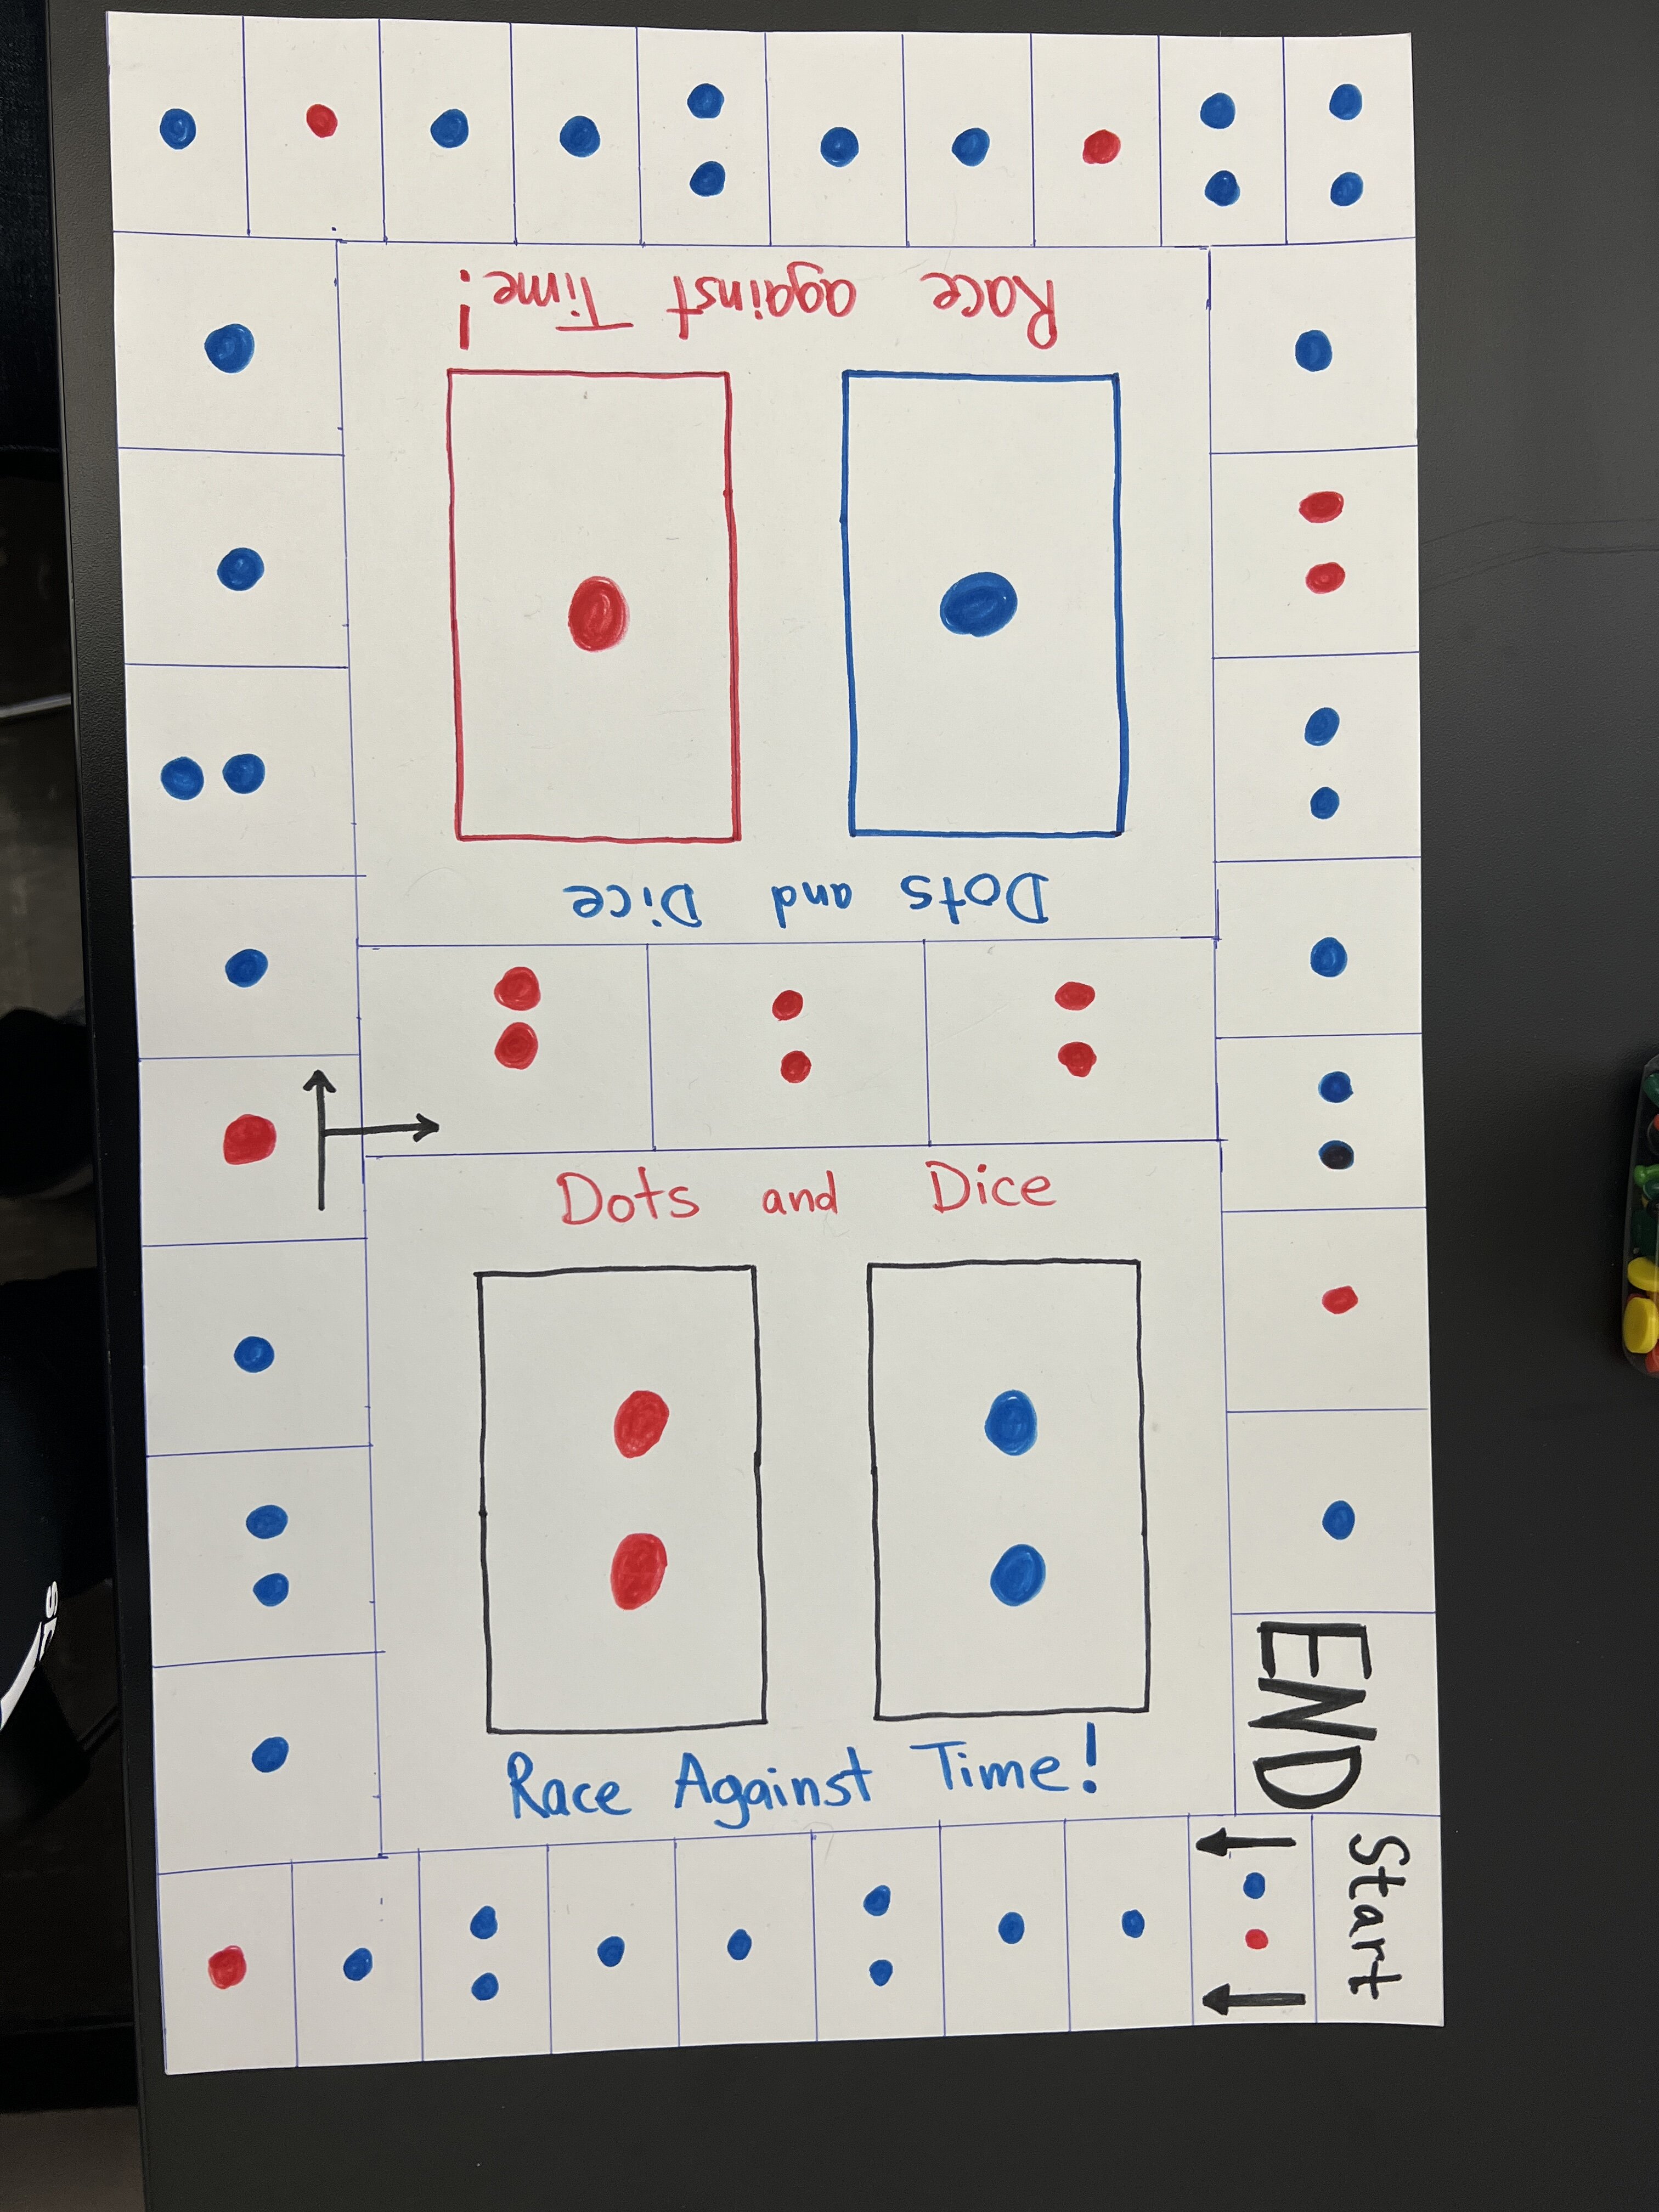 Race against Time!
Dots and Dice
Dots and Dice
Race Against Time!
END
Start